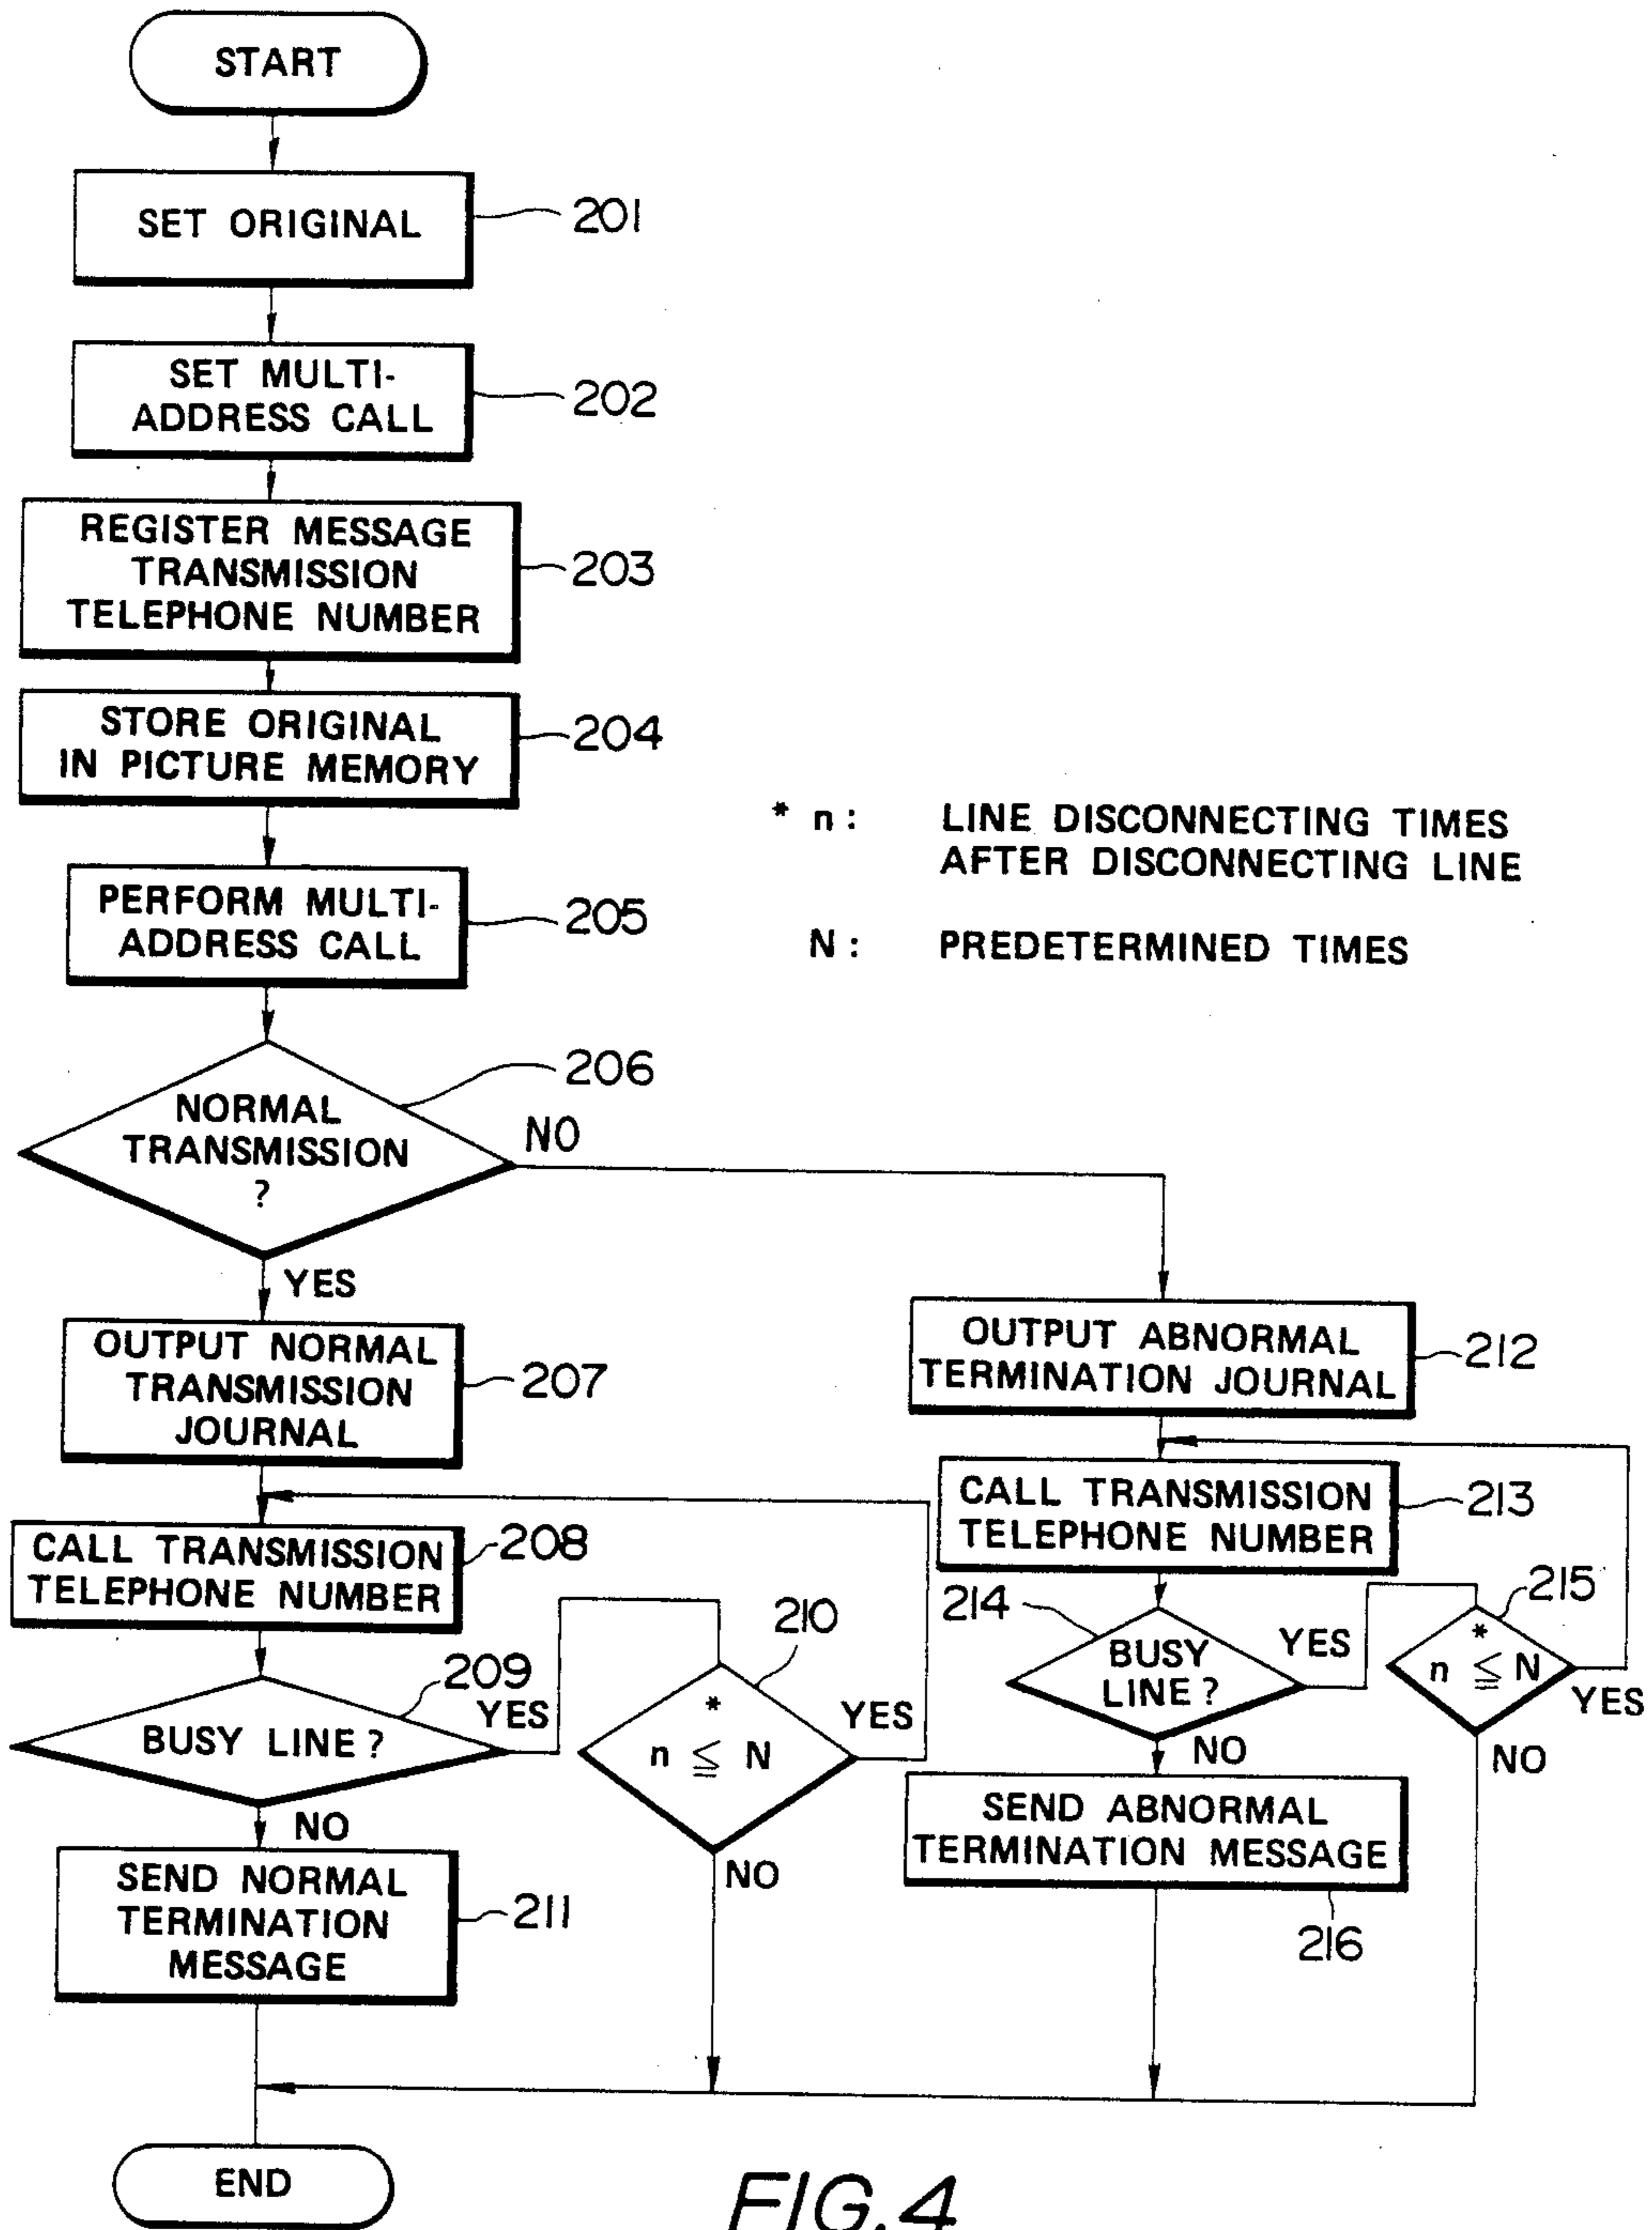 START
SET ORIGINAL
201
SET MULTI-
ADDRESS CALL
202
REGISTER MESSAGE
TRANSMISSION
TELEPHONE NUMBER
203
STORE ORIGINAL
IN PICTURE MEMORY
204
* n : LINE DISCONNECTING TIMES
AFTER DISCONNECTING LINE
N : PREDETERMINED TIMES
PERFORM MULTI-
ADDRESS CALL
205
NORMAL
TRANSMISSION
?
206
NO
YES
OUTPUT NORMAL
TRANSMISSION
JOURNAL
207
CALL TRANSMISSION
TELEPHONE NUMBER
208
BUSY LINE ?
209
YES
*
n ≦ N
210
YES
NO
NO
SEND NORMAL
TERMINATION
MESSAGE
211
OUTPUT ABNORMAL
TERMINATION JOURNAL
212
CALL TRANSMISSION
TELEPHONE NUMBER
213
214
BUSY
LINE ?
YES
215
*
n ≦ N
YES
NO
NO
SEND ABNORMAL
TERMINATION MESSAGE
216
END
FIG.4